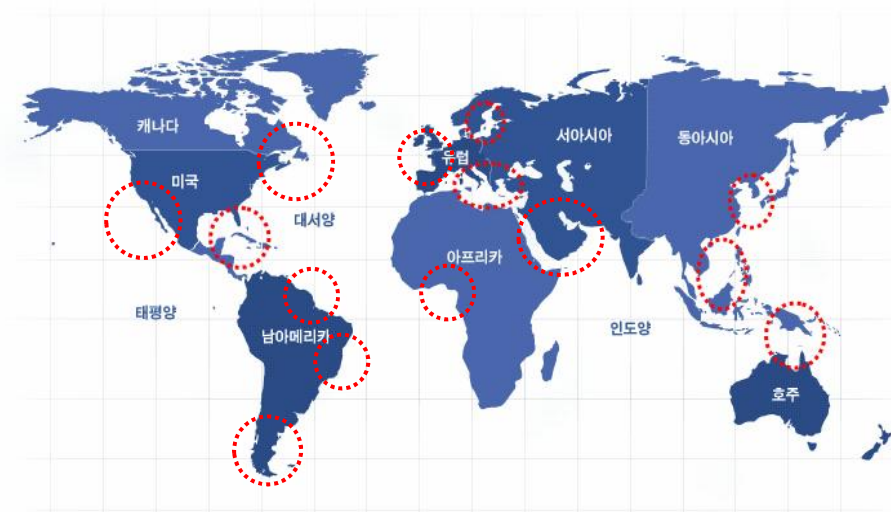 캐나다
미국
대서양
태평양
남아메리카
유럽
서아시아
동아시아
아프리카
인도양
호주